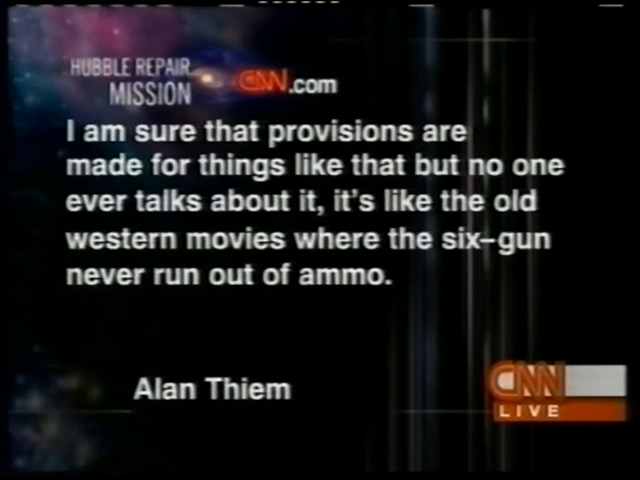 HUBBLE REPAIR
MISSION
CNN.com
I am sure that provisions are
made for things like that but no one
ever talks about it, it's like the old
western movies where the six-gun
never run out of ammo.
Alan Thiem
CNN
LIVE